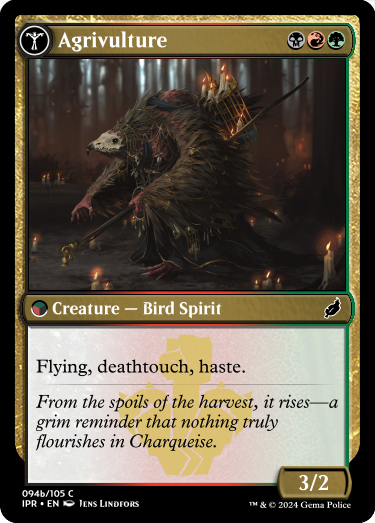 Agrivulture
Creature — Bird Spirit
Flying, deathtouch, haste.
From the spoils of the harvest, it rises—a
grim reminder that nothing truly
flourishes in Charqueise.
3/2
094b/105 C
IPR • EN Jens Lindfors
™ & © 2024 Gema Police